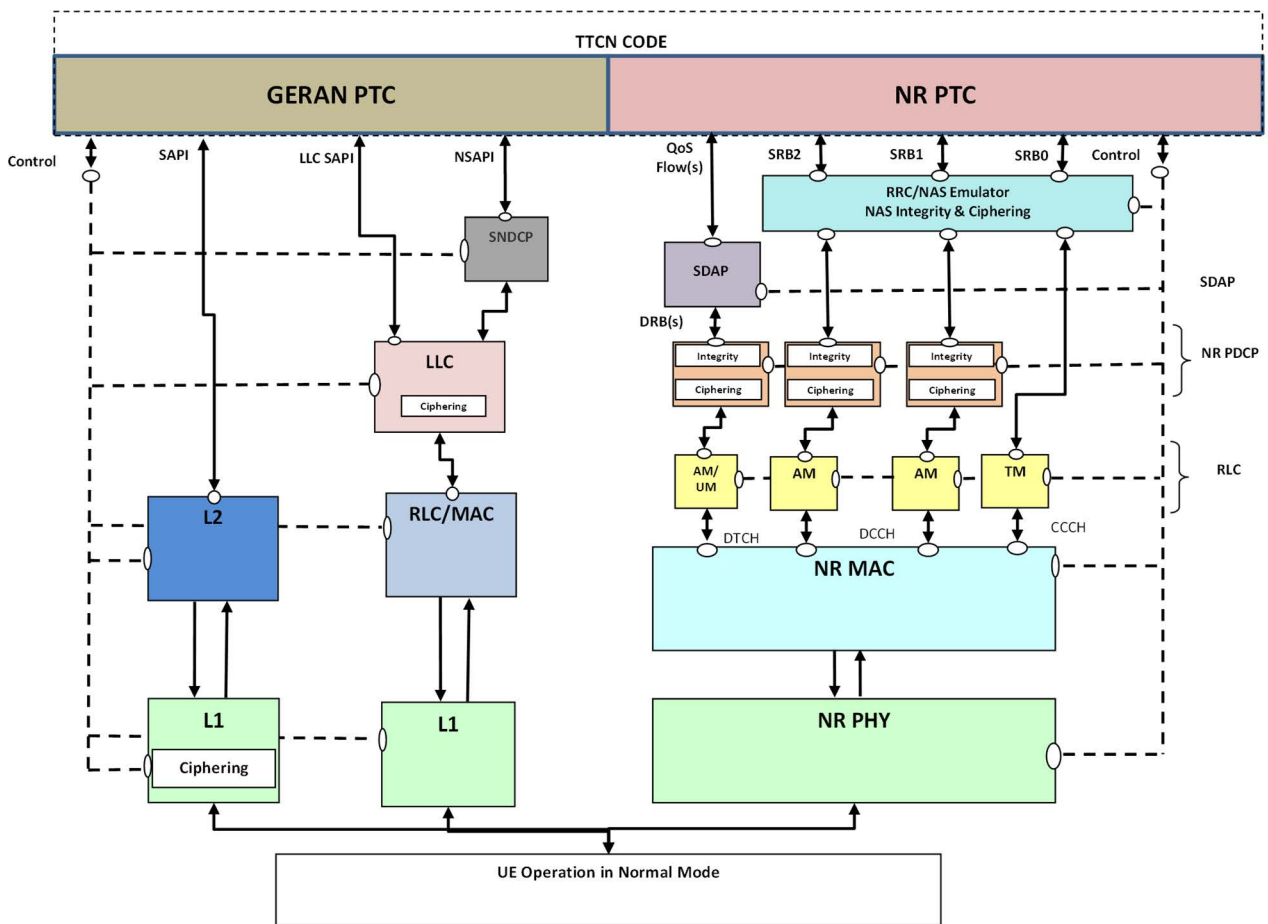 TTCN CODE
GERAN PTC
NR PTC
Control
SAPI
LLC SAPI
NSAPI
QoS
Flow(s)
SRB2
SRB1
SRB0
Control
RRC/NAS Emulator
NAS Integrity & Ciphering
SNDCP
SDAP
SDAP
DRB(s)
LLC
Ciphering
Integrity
Ciphering
Integrity
Ciphering
Integrity
Ciphering
NR PDCP
AM/
UM
AM
AM
TM
RLC
L2
RLC/MAC
DTCH
DCCH
CCCH
NR MAC
L1
Ciphering
L1
NR PHY
UE Operation in Normal Mode